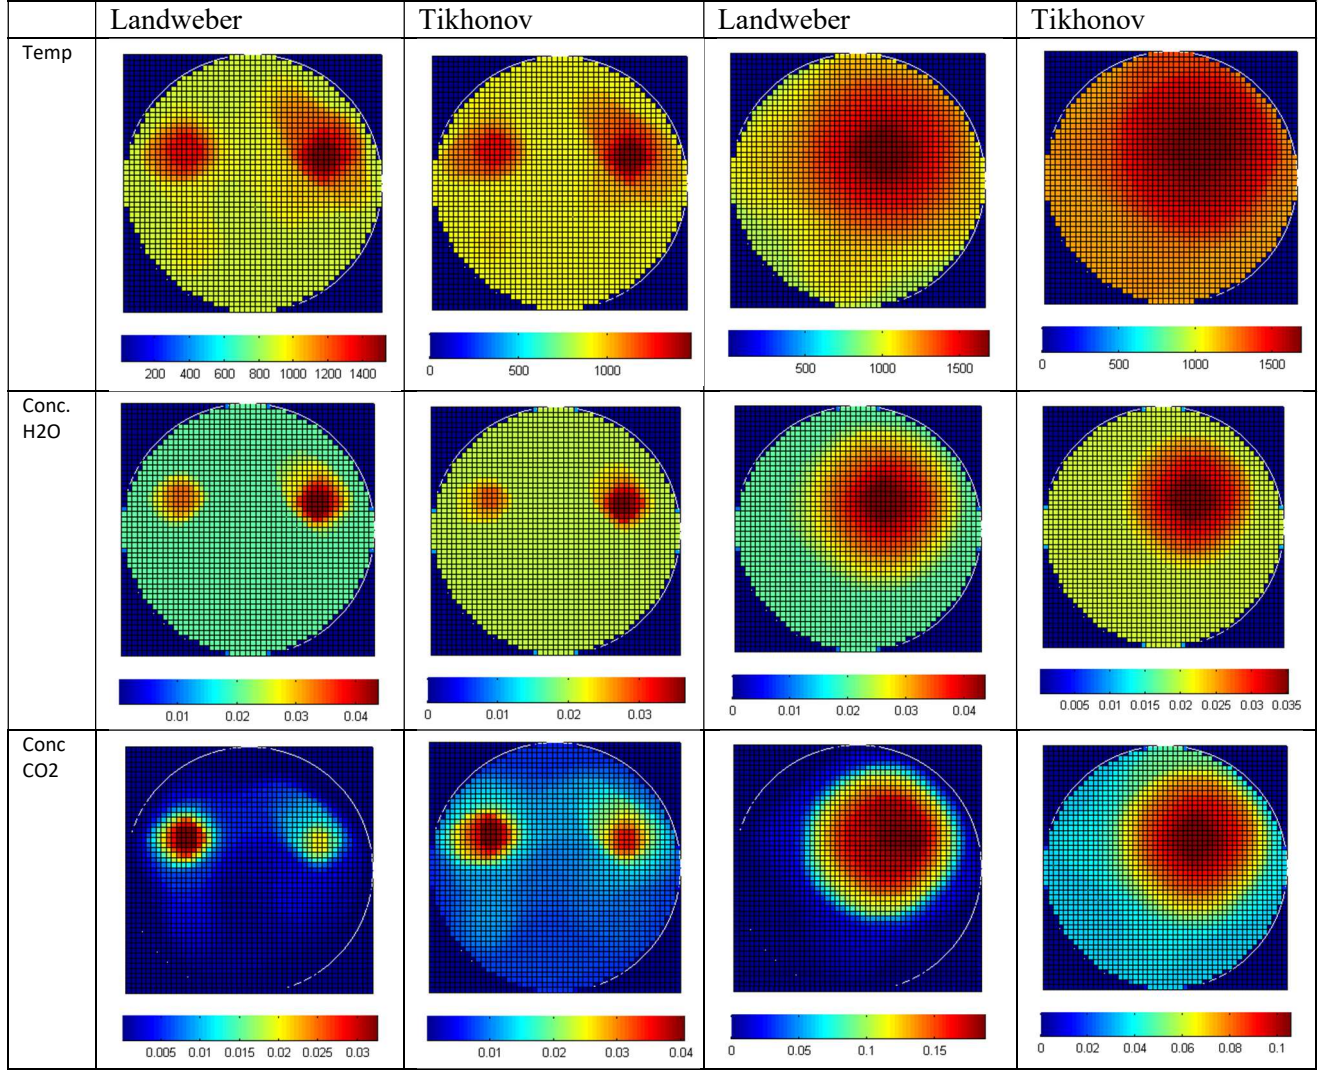 Landweber Tikhonov Landweber Tikhonov
Temp
200 400 600 800 1000 1200 1400
0 500 1000
500 1000 1500
0 500 1000 1500
Conc.
H2O
0.01 0.02 0.03 0.04
0 0.01 0.02 0.03
0 0.01 0.02 0.03 0.04
0.005 0.01 0.015 0.02 0.025 0.03 0.035
Conc
CO2
0.005 0.01 0.015 0.02 0.025 0.03
0.01 0.02 0.03 0.04
0 0.05 0.1 0.15
0 0.02 0.04 0.06 0.08 0.1